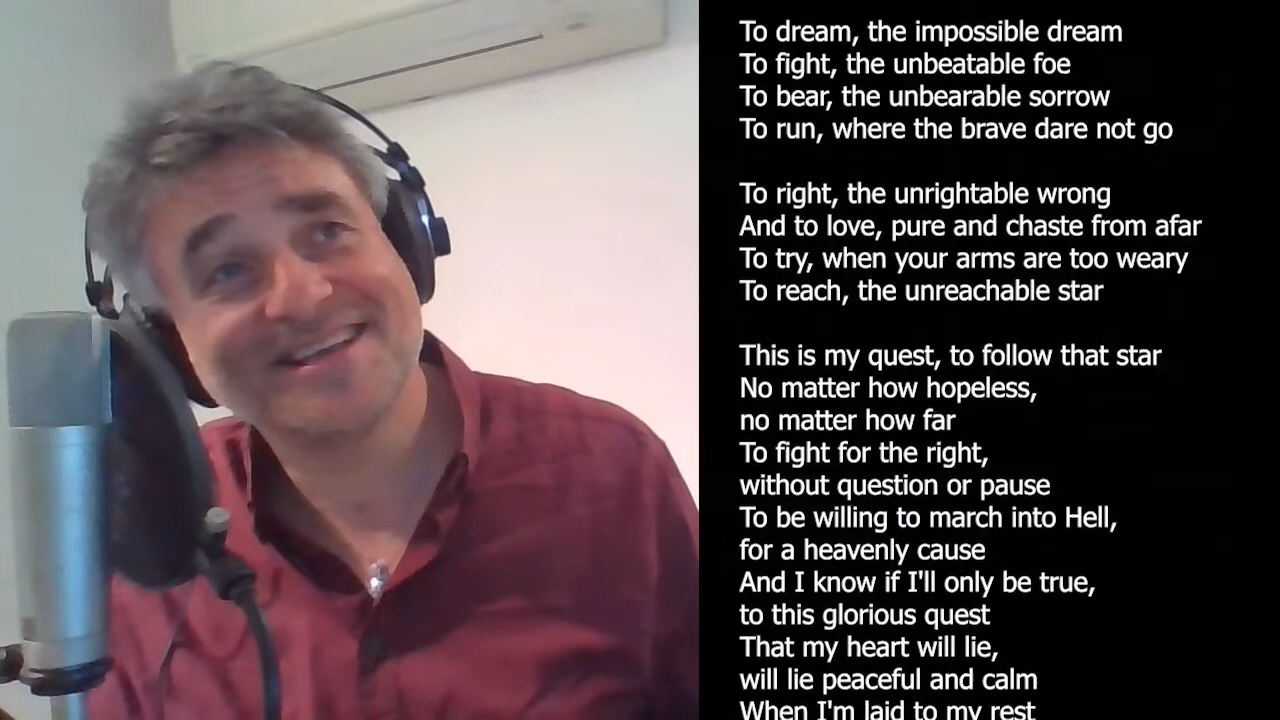 To dream, the impossible dream
To fight, the unbeatable foe
To bear, the unbearable sorrow
To run, where the brave dare not go
To right, the unrightable wrong
And to love, pure and chaste from afar
To try, when your arms are too weary
To reach, the unreachable star
This is my quest, to follow that star
No matter how hopeless,
no matter how far
To fight for the right,
without question or pause
To be willing to march into Hell,
for a heavenly cause
And I know if I'll only be true,
to this glorious quest
That my heart will lie,
will lie peaceful and calm
When I'm laid to my rest